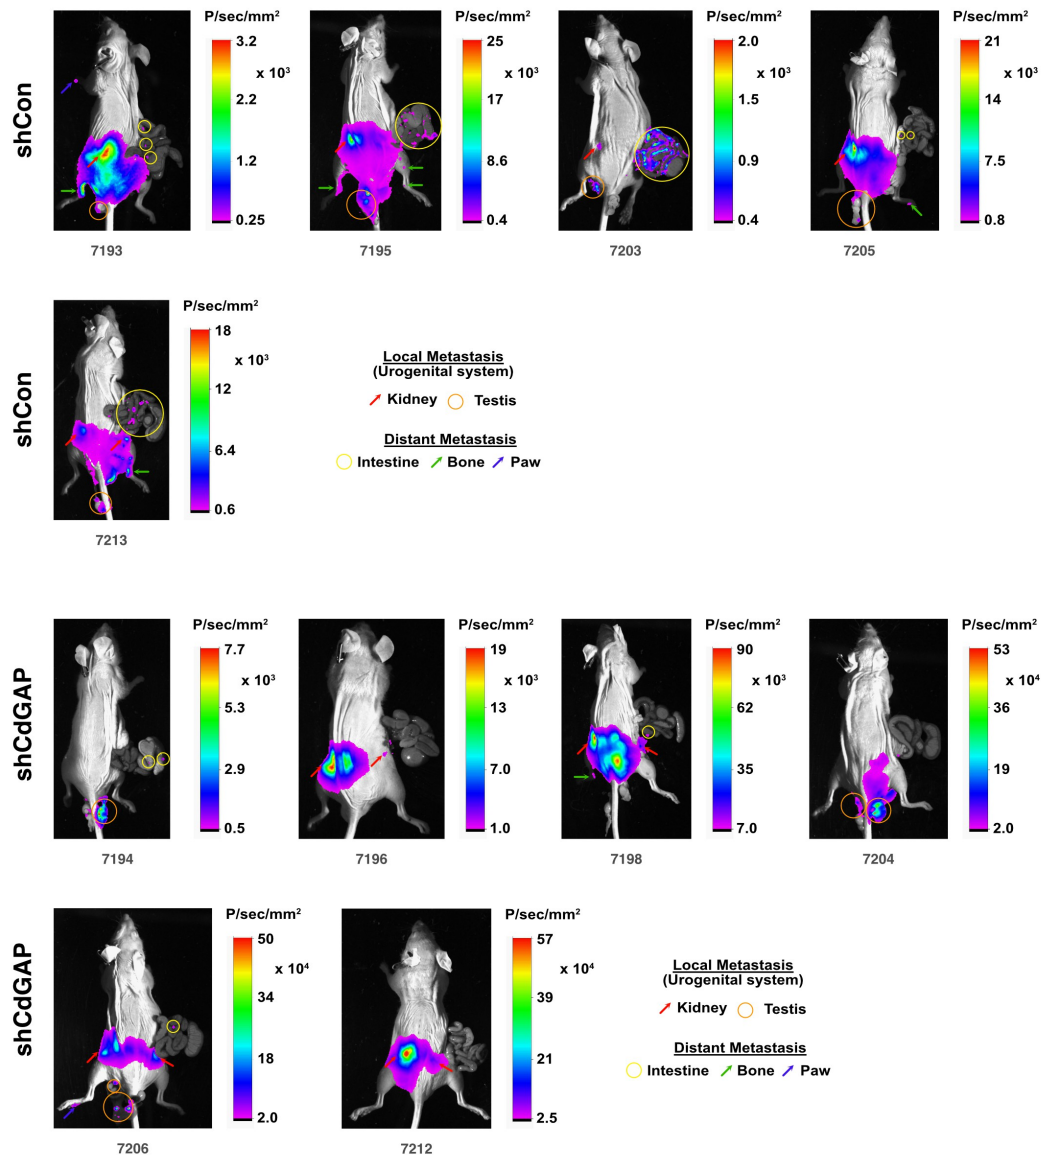 shCon
P/sec/mm²
3.2
x 10³
2.2
1.2
0.25
7193
P/sec/mm²
25
x 10³
17
8.6
0.4
7195
P/sec/mm²
2.0
x 10³
1.4
0.9
0.4
7203
P/sec/mm²
21
x 10³
14
7.5
0.8
7205
shCon
P/sec/mm²
18
x 10³
12
6.4
0.6
7213
Local Metastasis
(Urogenital system)
Kidney Testis
Distant Metastasis
Intestine Bone Paw
shCdGAP
P/sec/mm²
7.7
x 10³
5.3
2.9
0.5
7194
P/sec/mm²
19
x 10³
13
7.0
1.0
7196
P/sec/mm²
90
x 10³
62
35
7.0
7198
P/sec/mm²
53
x 10⁴
36
19
2.0
7204
shCdGAP
P/sec/mm²
50
x 10⁴
34
18
2.0
7206
P/sec/mm²
57
x 10⁴
39
21
2.5
7212
Local Metastasis
(Urogenital system)
Kidney Testis
Distant Metastasis
Intestine Bone Paw